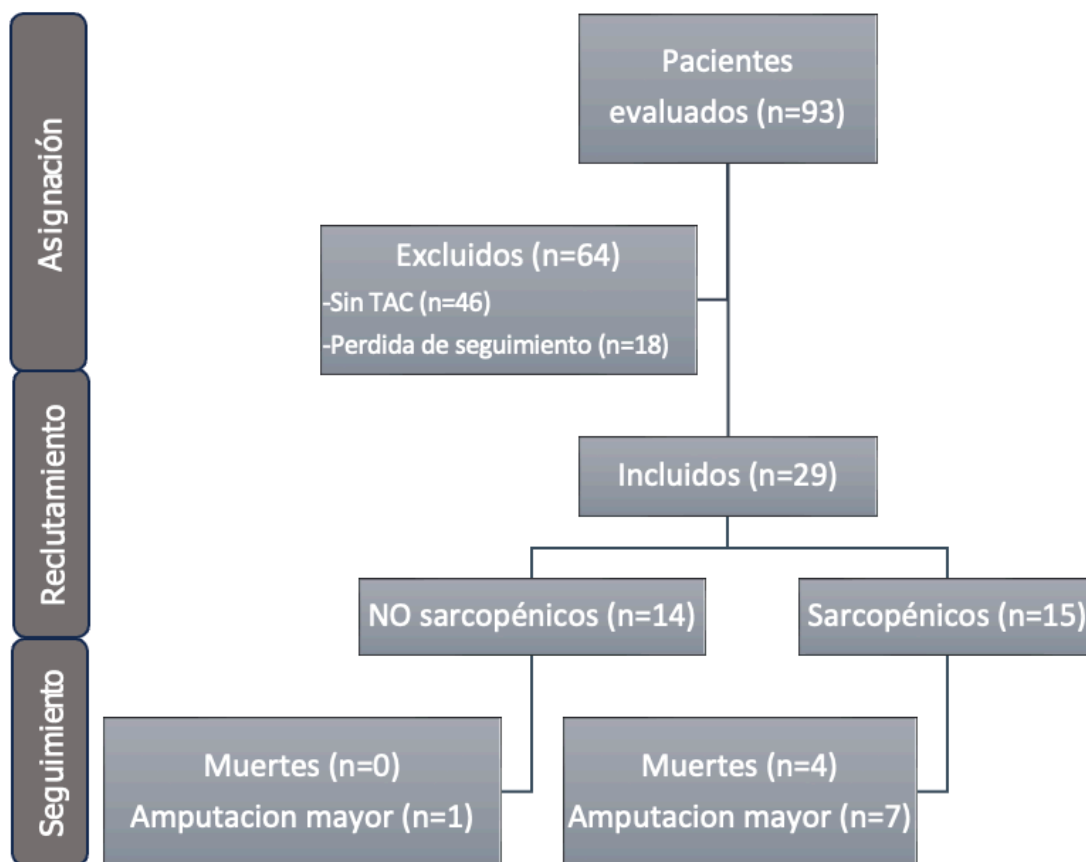 Asignación
Pacientes
evaluados (n=93)
Excluidos (n=64)
-Sin TAC (n=46)
-Perdida de seguimiento (n=18)
Reclutamiento
Incluidos (n=29)
NO sarcopénicos (n=14)
Sarcopénicos (n=15)
Seguimiento
Muertes (n=0)
Amputacion mayor (n=1)
Muertes (n=4)
Amputacion mayor (n=7)